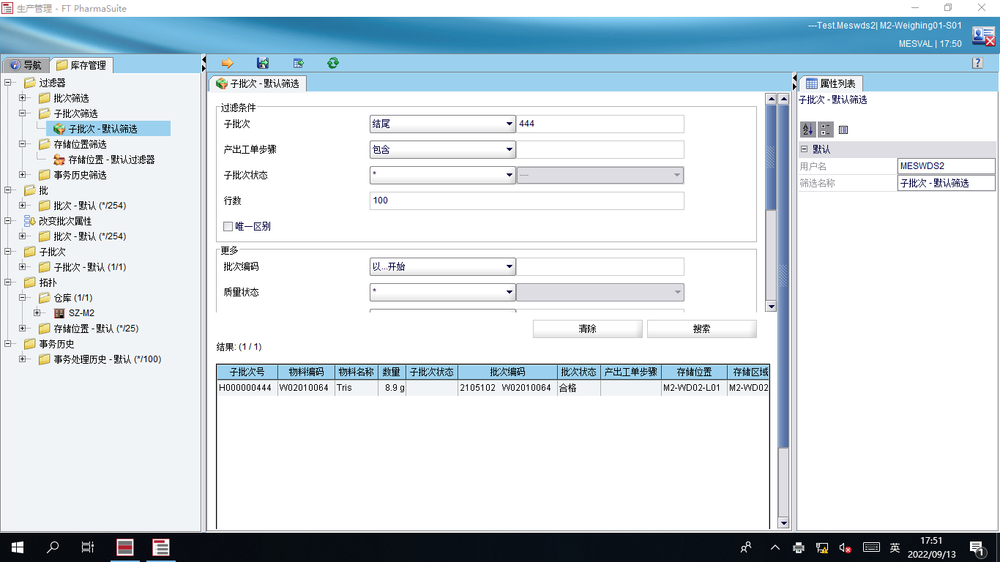 生产管理 - FT PharmaSuite
---Test.Meswds2| M2-Weighing01-S01
MESVAL | 17:50
导航
库存管理
过滤器
批次筛选
子批次筛选
子批次 - 默认筛选
存储位置筛选
存储位置 - 默认过滤器
事务历史筛选
批
批次 - 默认 (*/254)
改变批次属性
批次 - 默认 (*/254)
子批次
子批次 - 默认 (1/1)
拓扑
仓库 (1/1)
SZ-M2
存储位置 - 默认 (*/25)
事务历史
事务处理历史 - 默认 (*/100)
子批次 - 默认筛选
过滤条件
子批次 结尾 444
产出工单步骤 包含
子批次状态 * ---
行数 100
唯一区别
更多
批次编码 以...开始
质量状态 *
清除 搜索
结果: (1 / 1)
子批次号 物料编码 物料名称 数量 子批次状态 批次编码 批次状态 产出工单步骤 存储位置 存储区域
H000000444 W02010064 Tris 8.9 g 2105102 W02010064 合格 M2-WD02-L01 M2-WD02
?
属性列表
子批次 - 默认筛选
默认
用户名 MESWDS2
筛选名称 子批次 - 默认筛选
英
17:51
2022/09/13
1